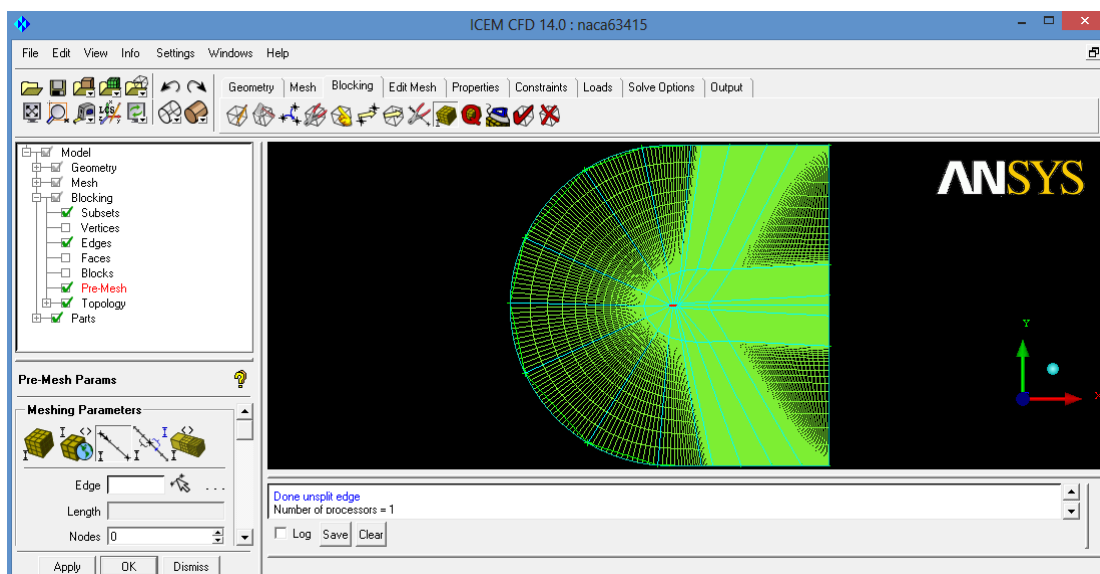 ICEM CFD 14.0 : naca63415
File Edit View Info Settings Windows Help
Geometry Mesh Blocking Edit Mesh Properties Constraints Loads Solve Options Output
Model
Geometry
Mesh
Blocking
Subsets
Vertices
Edges
Faces
Blocks
Pre-Mesh
Topology
Parts
ANSYS
Y
X
Pre-Mesh Params
Meshing Parameters
Edge
Length
Nodes 0
Apply OK Dismiss
Done unsplit edge
Number of processors = 1
Log Save Clear